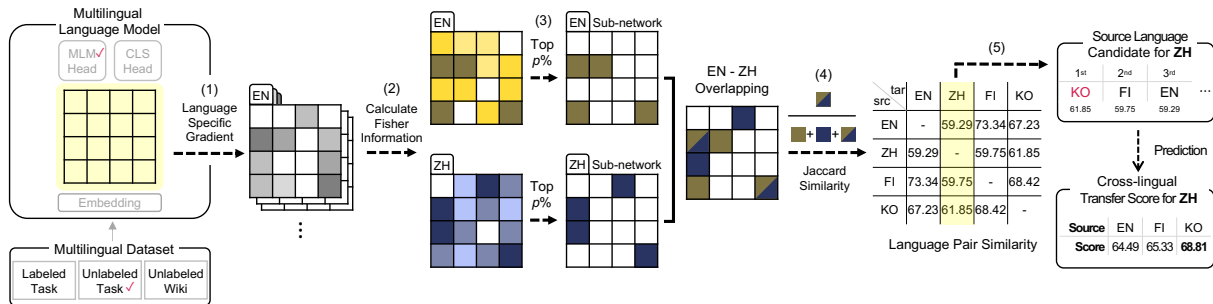 Multilingual
Language Model
MLM✓
Head
CLS
Head
Embedding
Multilingual Dataset
Labeled
Task
Unlabeled
Task✓
Unlabeled
Wiki
(1)
Language
Specific
Gradient
EN
(2)
Calculate
Fisher
Information
⋮
EN
ZH
(3)
Top
p%
Top
p%
EN Sub-network
ZH Sub-network
EN - ZH
Overlapping
(4)
+ +
Jaccard
Similarity
tar
src
EN ZH FI KO
EN - 59.29 73.34 67.23
ZH 59.29 - 59.75 61.85
FI 73.34 59.75 - 68.42
KO 67.23 61.85 68.42 -
Language Pair Similarity
(5)
Source Language
Candidate for ZH
1st 2nd 3rd
KO FI EN ...
61.85 59.75 59.29
Prediction
Cross-lingual
Transfer Score for ZH
Source EN FI KO
Score 64.49 65.33 68.81